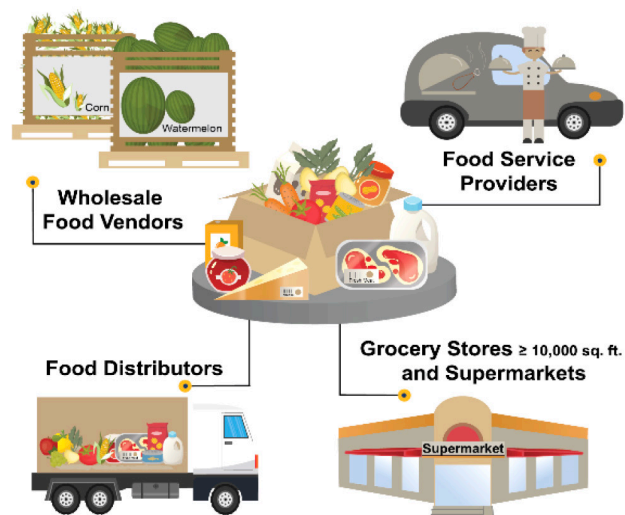 Corn
Watermelon
Food Service
Providers
Wholesale
Food Vendors
Food Distributors
Grocery Stores ≥ 10,000 sq. ft.
and Supermarkets
Supermarket